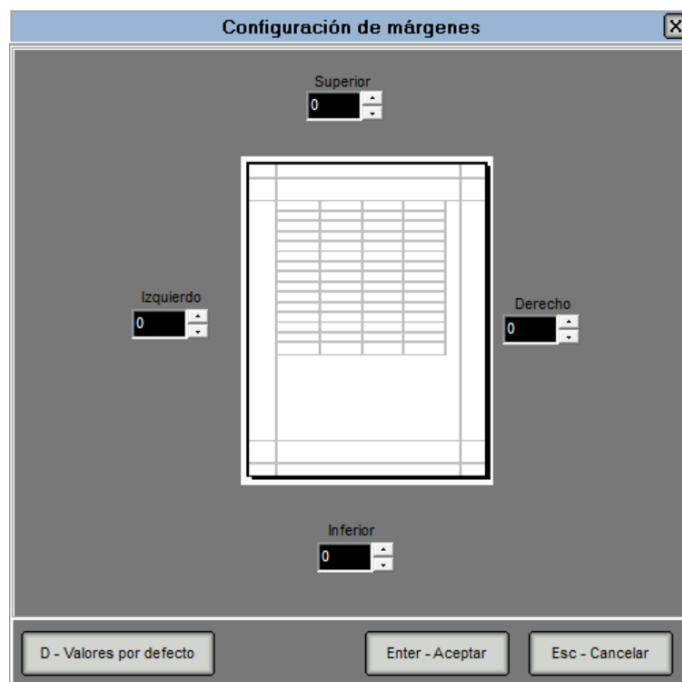 Configuración de márgenes
X
Superior
0
Izquierdo
0
Derecho
0
Inferior
0
D - Valores por defecto
Enter - Aceptar
Esc - Cancelar